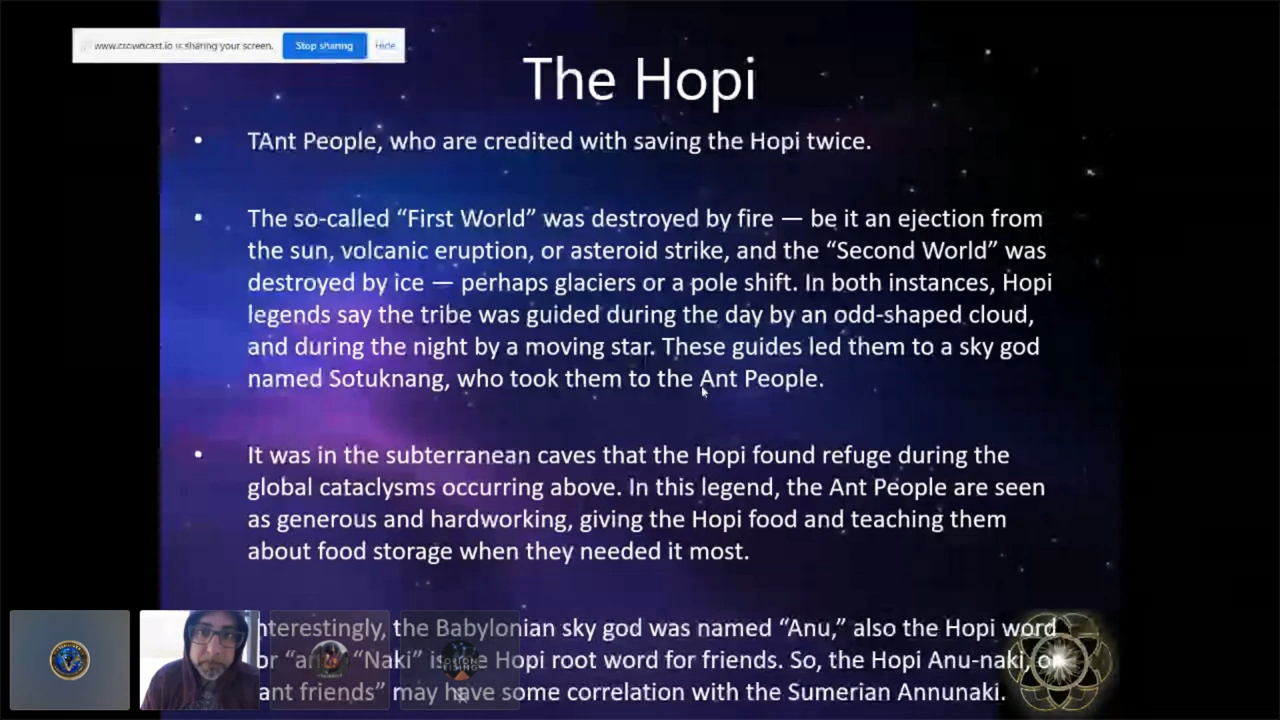 www.crowdcast.io is sharing your screen. Stop sharing Hide
The Hopi
• TAnt People, who are credited with saving the Hopi twice.
• The so-called “First World” was destroyed by fire — be it an ejection from
the sun, volcanic eruption, or asteroid strike, and the “Second World” was
destroyed by ice — perhaps glaciers or a pole shift. In both instances, Hopi
legends say the tribe was guided during the day by an odd-shaped cloud,
and during the night by a moving star. These guides led them to a sky god
named Sotuknang, who took them to the Ant People.
• It was in the subterranean caves that the Hopi found refuge during the
global cataclysms occurring above. In this legend, the Ant People are seen
as generous and hardworking, giving the Hopi food and teaching them
about food storage when they needed it most.
nterestingly, the Babylonian sky god was named “Anu,” also the Hopi word
“Naki” is Hopi root word for friends. So, the Hopi Anu-naki, or
ant friends” may have some correlation with the Sumerian Annunaki.